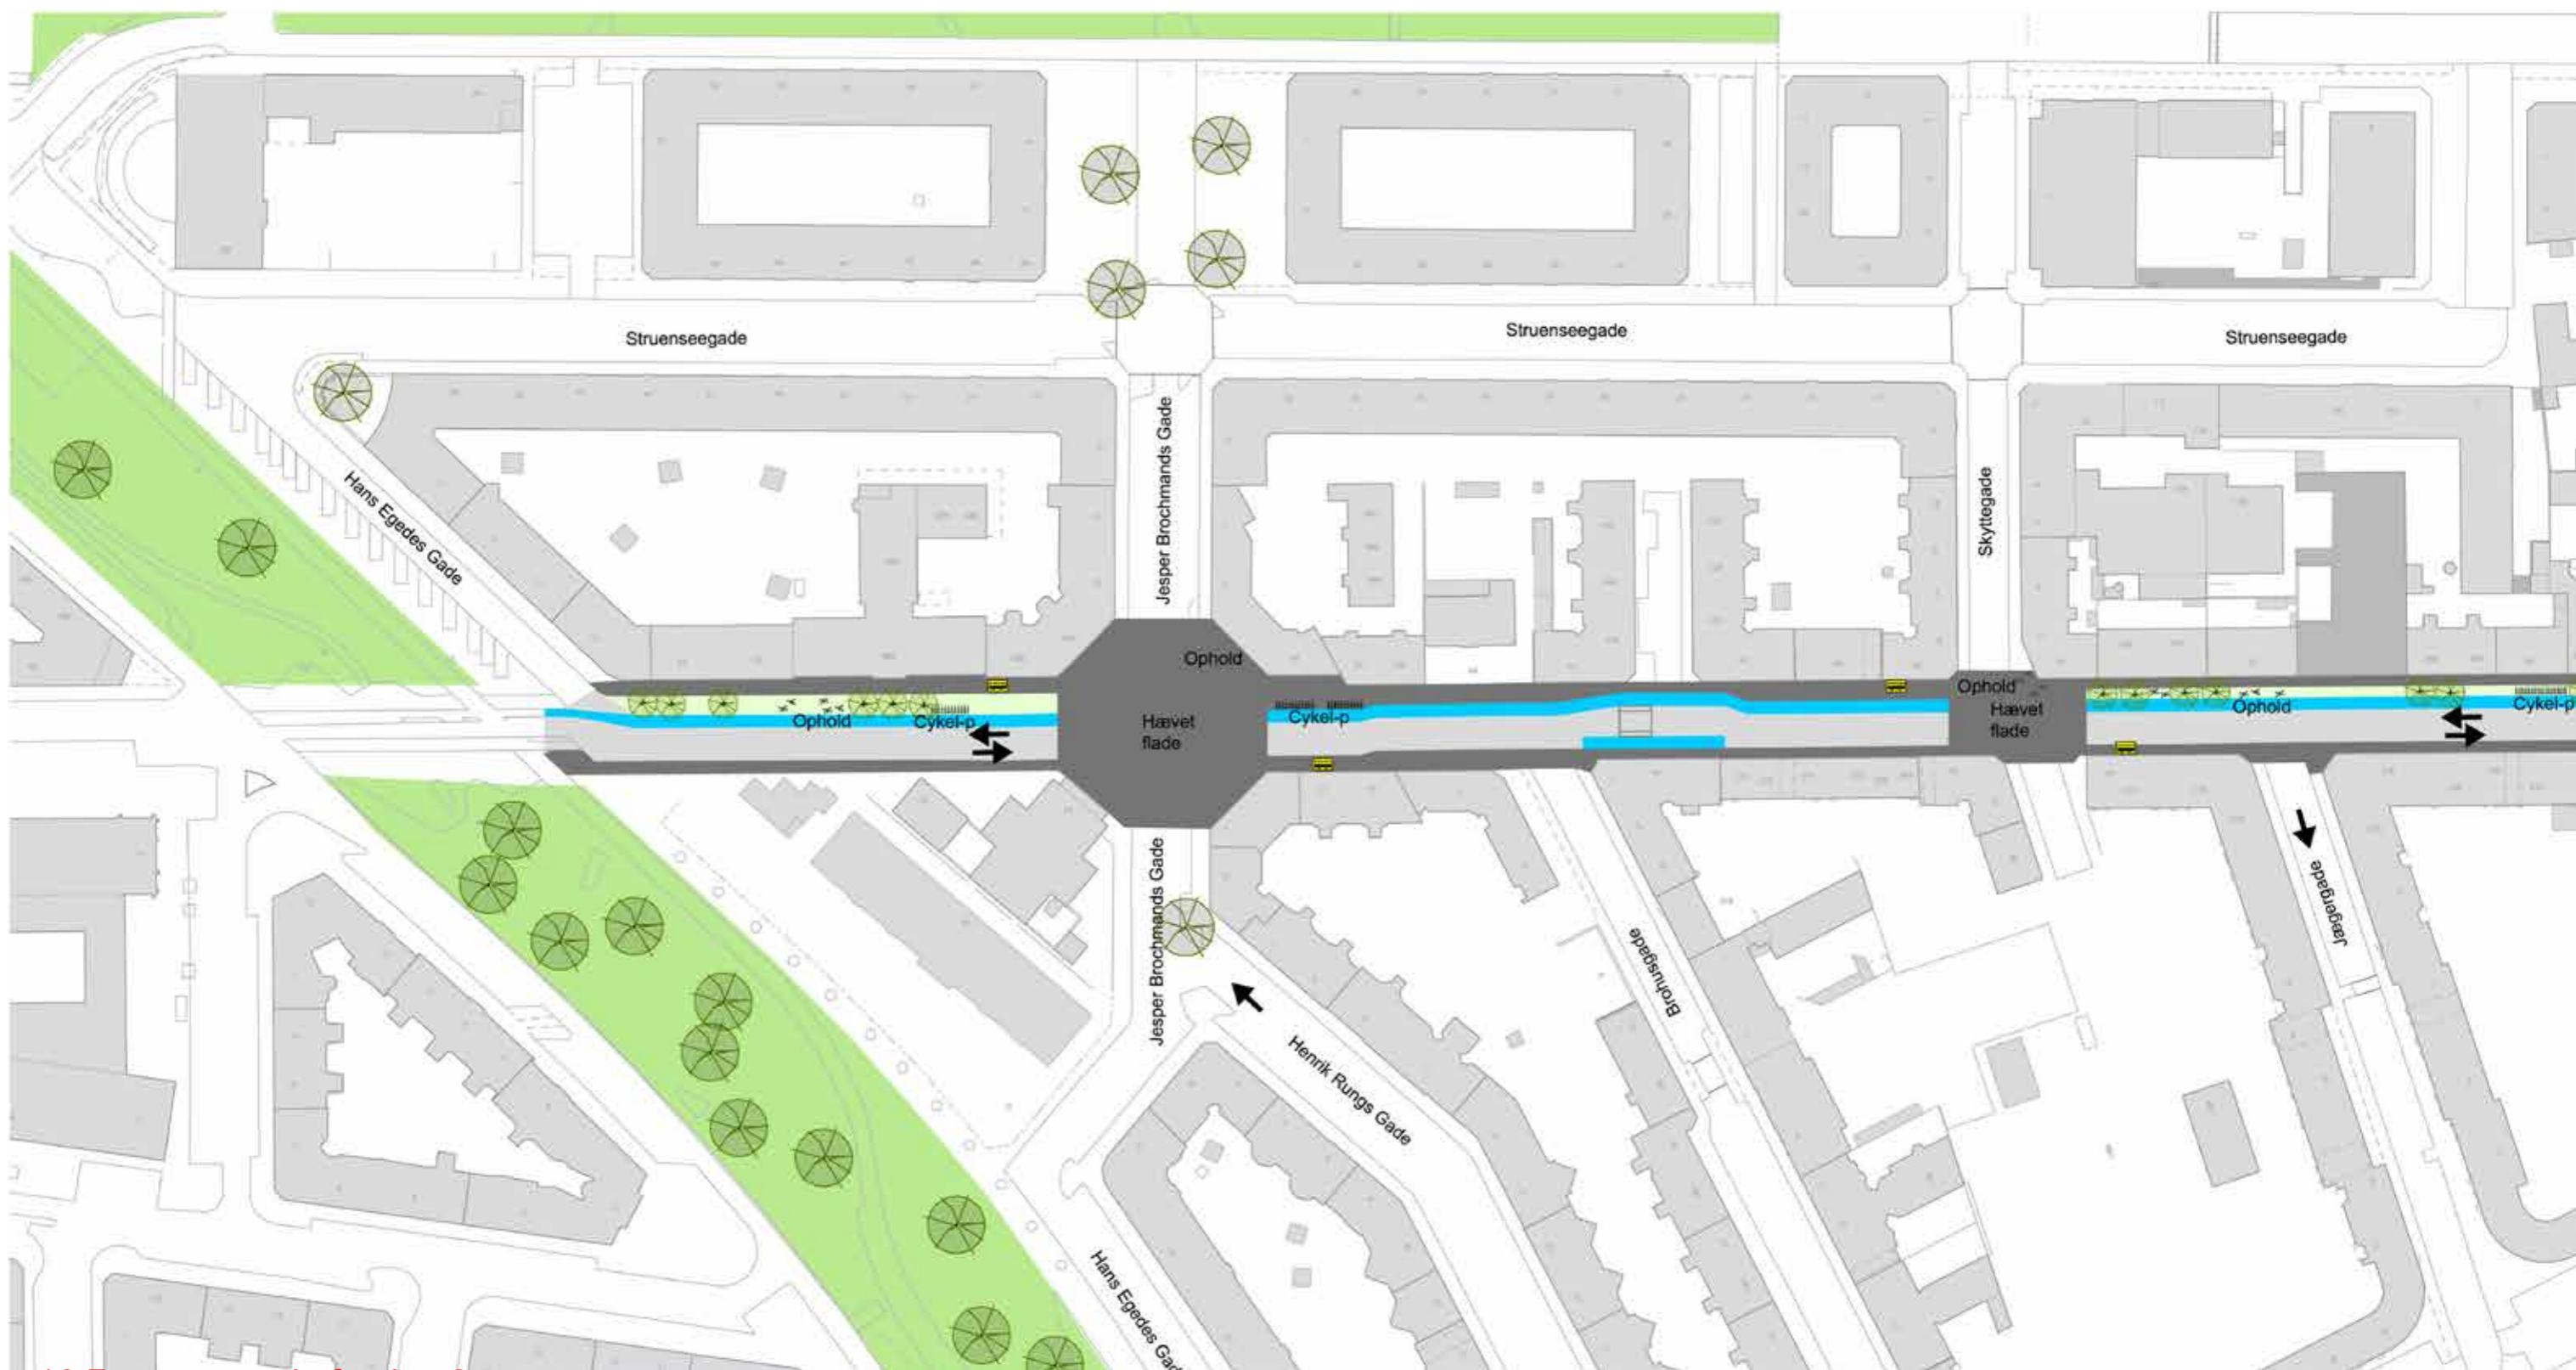 Struenseegade
Struenseegade
Struenseegade
Hans Egedes Gade
Jesper Brochmands Gade
Skyttegade
Ophold
Ophold
Ophold
Cykel-p
Hævet
flade
Cykel-p
Hævet
flade
Ophold
Cykel-p
Jesper Brochmands Gade
Brohusgade
Jægergade
Henrik Rungs Gade
Hans Egedes Gade